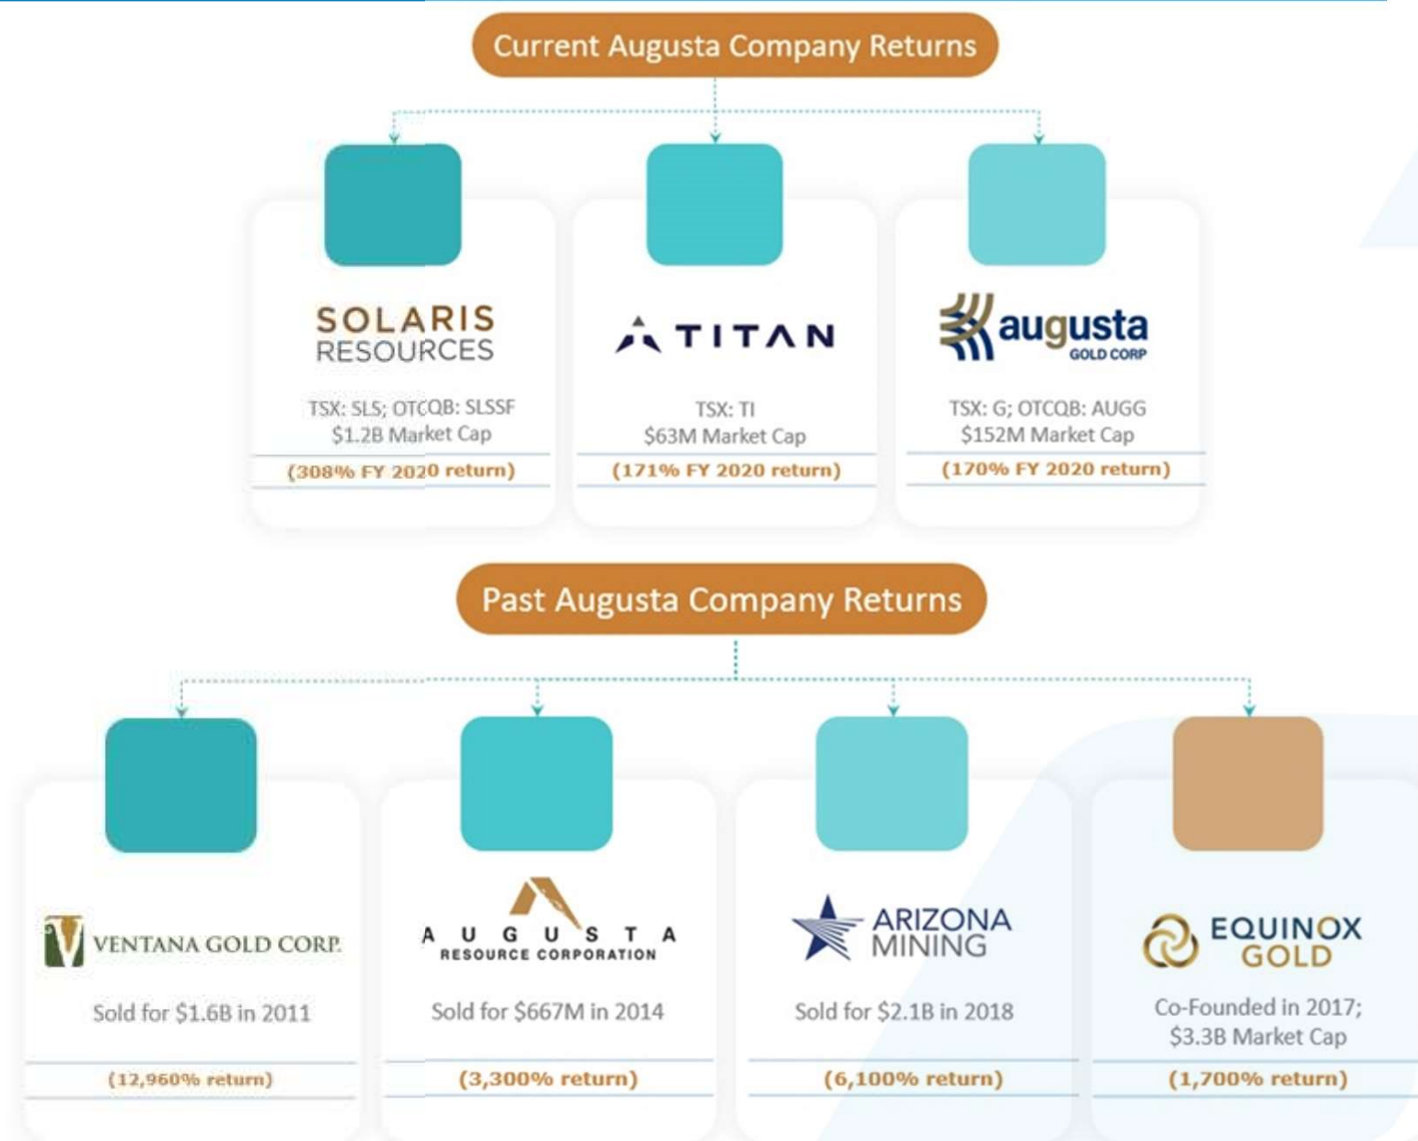 Current Augusta Company Returns
SOLARIS
RESOURCES
TSX: SLS; OTCQB: SLSSF
$1.2B Market Cap
(308% FY 2020 return)
TITAN
TSX: TI
$63M Market Cap
(171% FY 2020 return)
augusta
GOLD CORP
TSX: G; OTCQB: AUGG
$152M Market Cap
(170% FY 2020 return)
Past Augusta Company Returns
V VENTANA GOLD CORP.
Sold for $1.6B in 2011
(12,960% return)
AUGUSTA
RESOURCE CORPORATION
Sold for $667M in 2014
(3,300% return)
ARIZONA
MINING
Sold for $2.1B in 2018
(6,100% return)
EQUINOX
GOLD
Co-Founded in 2017;
$3.3B Market Cap
(1,700% return)